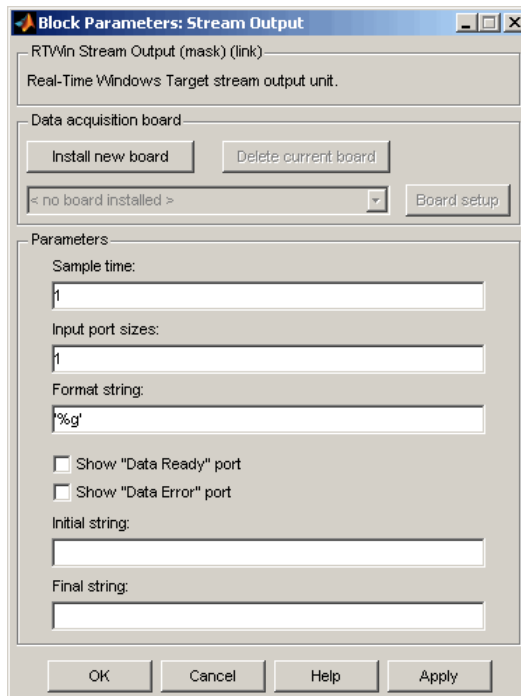 Block Parameters: Stream Output
RTWin Stream Output (mask) (link)
Real-Time Windows Target stream output unit.
Data acquisition board
Install new board
Delete current board
< no board installed >
Board setup
Parameters
Sample time:
1
Input port sizes:
1
Format string:
'%g'
Show "Data Ready" port
Show "Data Error" port
Initial string:
Final string:
OK
Cancel
Help
Apply